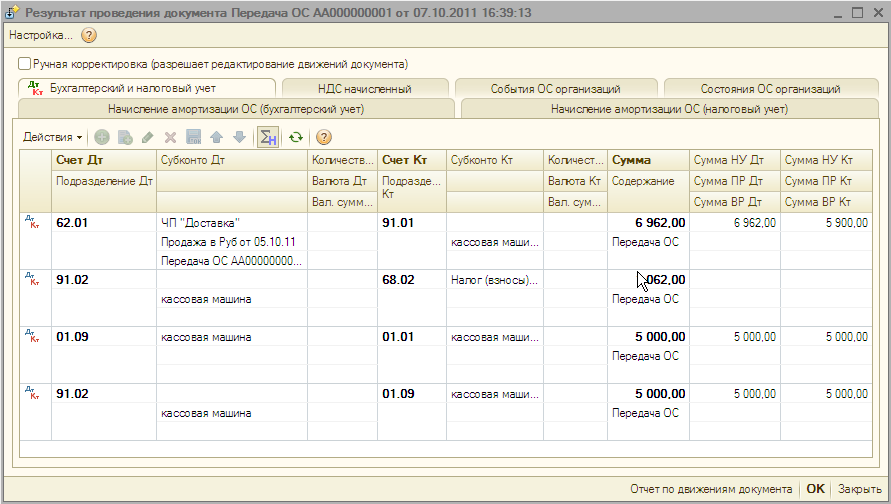 Результат проведения документа Передача ОС АА000000001 от 07.10.2011 16:39:13
Настройка...
Ручная корректировка (разрешает редактирование движений документа)
Бухгалтерский и налоговый учет НДС начисленный События ОС организаций Состояния ОС организаций
Начисление амортизации ОС (бухгалтерский учет) Начисление амортизации ОС (налоговый учет)
Действия
Счет Дт Субконто Дт Количеств... Счет Кт Субконто Кт Количест... Сумма Сумма НУ Дт Сумма НУ Кт
Подразделение Дт Валюта Дт Подразде... Кт Валюта Кт Содержание Сумма ПР Дт Сумма ПР Кт
Вал. сумм... Вал. сум... Сумма ВР Дт Сумма ВР Кт
62.01 ЧП "Доставка" 91.01 6 962,00 6 962,00 5 900,00
Продажа в Руб от 05.10.11 кассовая маши... Передача ОС
Передача ОС АА00000000...
91.02 68.02 Налог (взносы)... 062,00
кассовая машина Передача ОС
01.09 кассовая машина 01.01 кассовая маши... 5 000,00 5 000,00 5 000,00
Передача ОС
91.02 01.09 кассовая маши... 5 000,00 5 000,00 5 000,00
кассовая машина Передача ОС
Отчет по движениям документа OK Закрыть